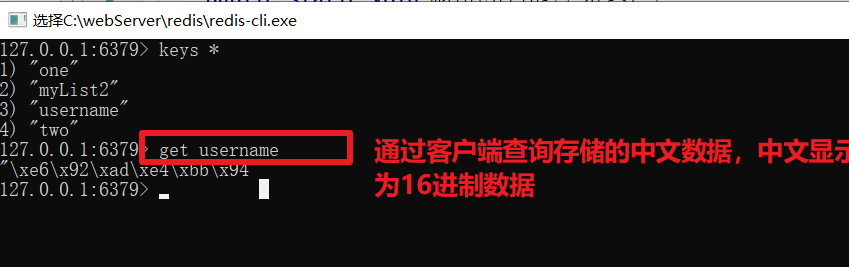 选择C:\webServer\redis\redis-cli.exe
127.0.0.1:6379> keys *
1) "one"
2) "myList2"
3) "username"
4) "two"
127.0.0.1:6379> get username
"\xe6\x92\xad\xe4\xbb\x94
127.0.0.1:6379>
通过客户端查询存储的中文数据，中文显示
为16进制数据